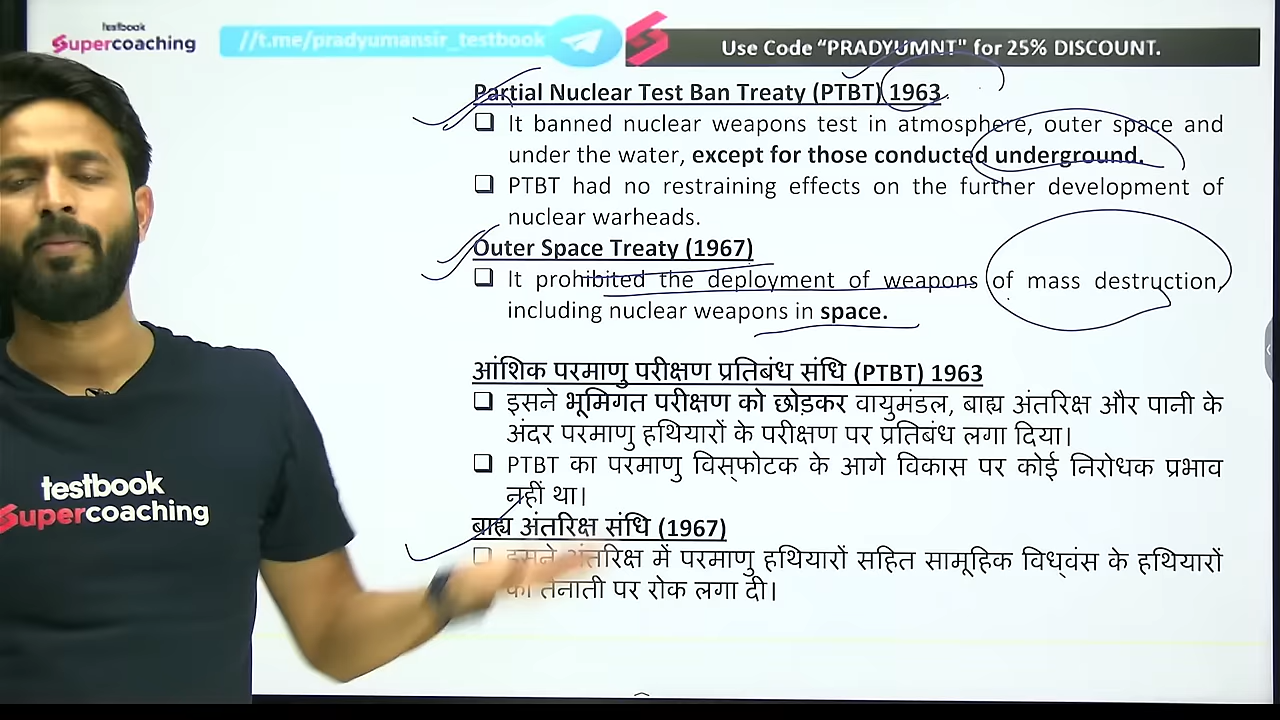 testbook
Supercoaching
//t.me/pradyumansir_testbook
Use Code “PRADYUMNT" for 25% DISCOUNT.
Partial Nuclear Test Ban Treaty (PTBT) 1963
It banned nuclear weapons test in atmosphere, outer space and
under the water, except for those conducted underground.
PTBT had no restraining effects on the further development of
nuclear warheads.
Outer Space Treaty (1967)
It prohibited the deployment of weapons of mass destruction,
including nuclear weapons in space.
आंशिक परमाणु परीक्षण प्रतिबंध संधि (PTBT) 1963
इसने भूमिगत परीक्षण को छोड़कर वायुमंडल, बाह्य अंतरिक्ष और पानी के
अंदर परमाणु हथियारों के परीक्षण पर प्रतिबंध लगा दिया।
PTBT का परमाणु विस्फोटक के आगे विकास पर कोई निरोधक प्रभाव
नहीं था।
बाह्य अंतरिक्ष संधि (1967)
इसने अंतरिक्ष में परमाणु हथियारों सहित सामूहिक विध्वंस के हथियारों
की तैनाती पर रोक लगा दी।
testbook
Supercoaching